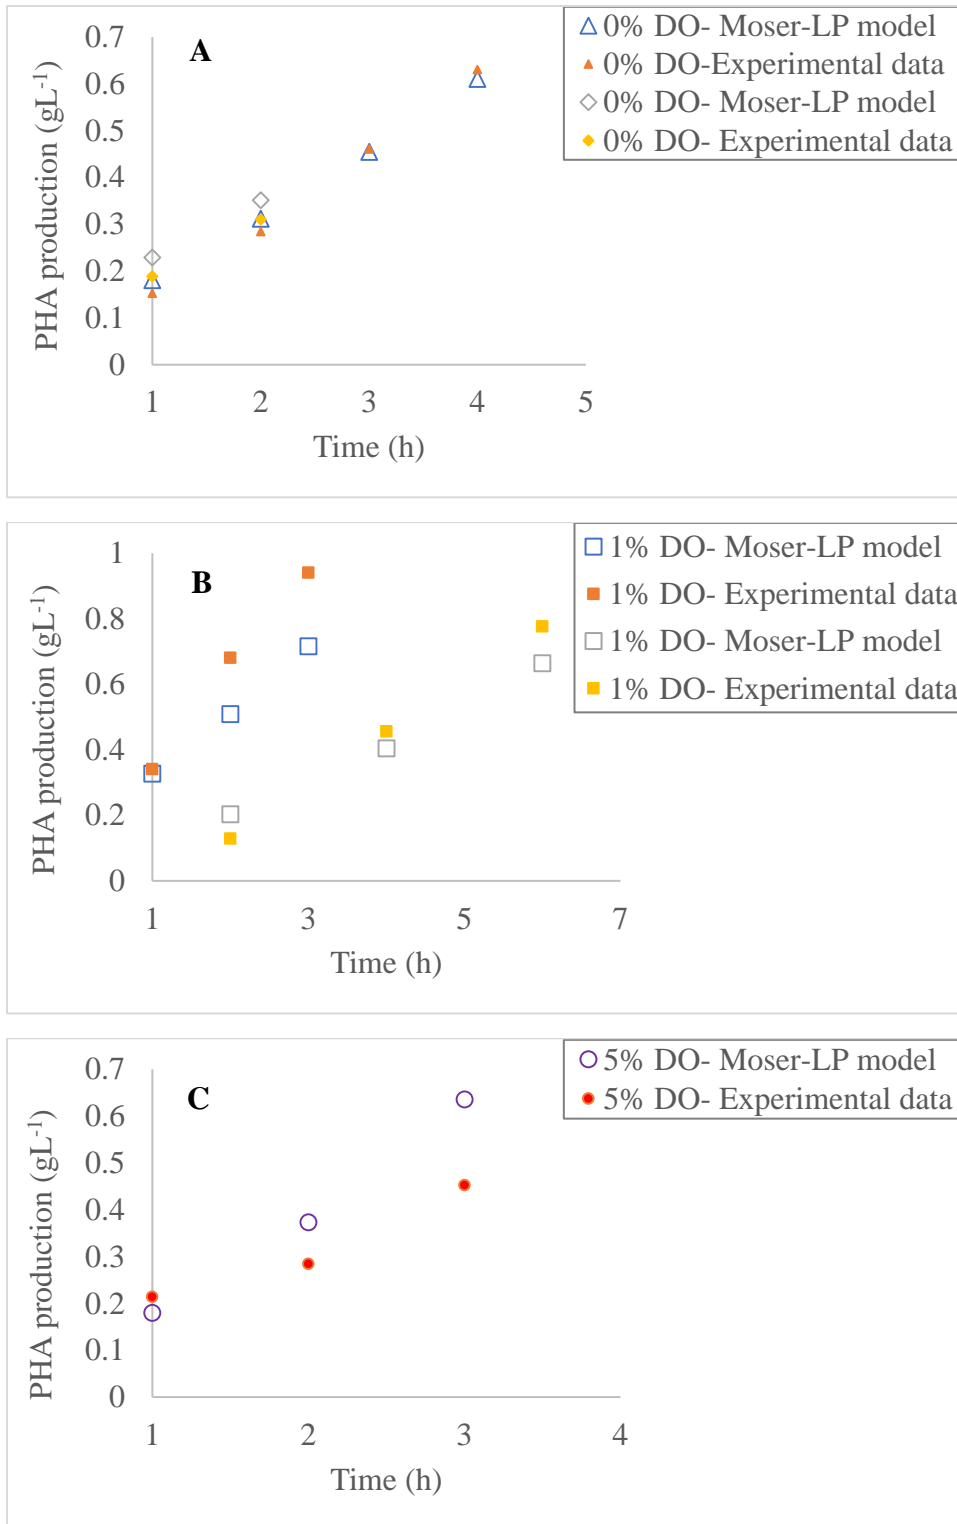 A
PHA production (gL⁻¹)
0.7
0.6
0.5
0.4
0.3
0.2
0.1
0
1 2 3 4 5
Time (h)
0% DO- Moser-LP model
0% DO-Experimental data
0% DO- Moser-LP model
0% DO- Experimental data
B
PHA production (gL⁻¹)
1
0.8
0.6
0.4
0.2
0
1 3 5 7
Time (h)
1% DO- Moser-LP model
1% DO- Experimental data
1% DO- Moser-LP model
1% DO- Experimental data
C
PHA production (gL⁻¹)
0.7
0.6
0.5
0.4
0.3
0.2
0.1
0
1 2 3 4
Time (h)
5% DO- Moser-LP model
5% DO- Experimental data